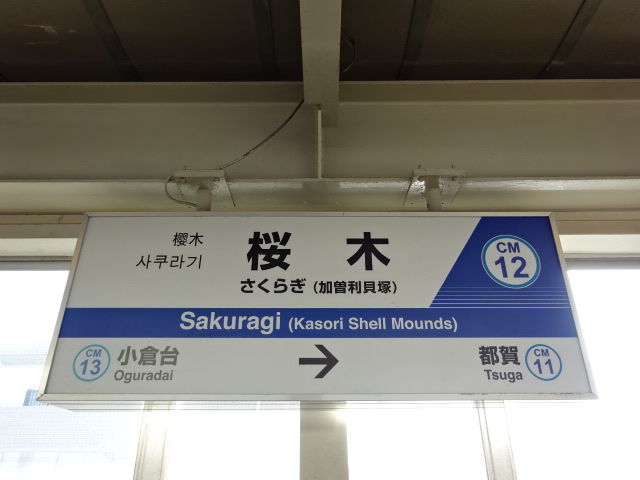 樱木
사쿠라기
桜木
さくらぎ（加曽利貝塚）
CM
12
Sakuragi (Kasori Shell Mounds)
CM
13
小倉台
Oguradai
→
都賀
Tsuga
CM
11